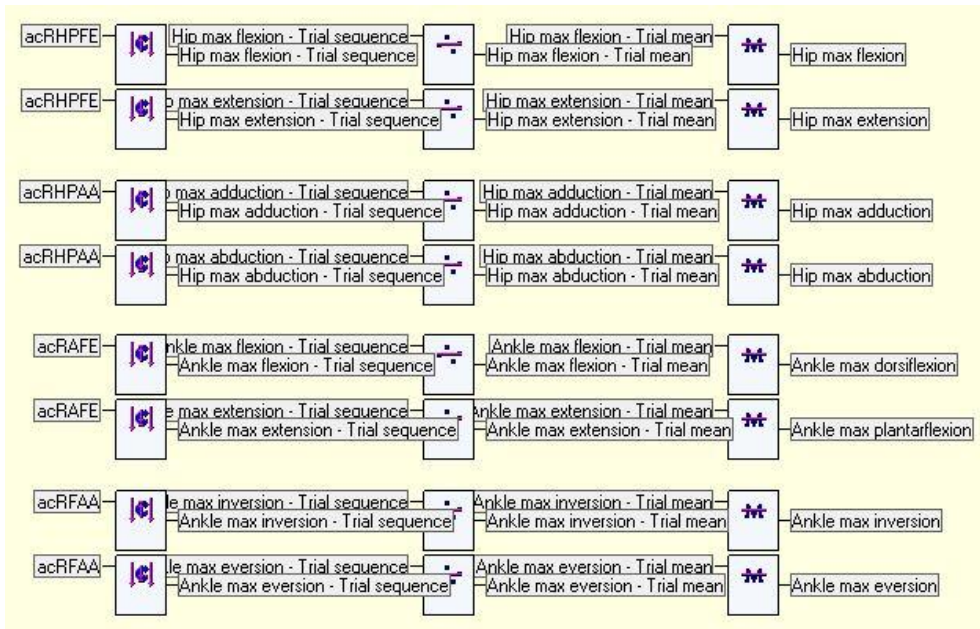 acRHPFE Hip max flexion - Trial sequence Hip max flexion - Trial mean
Hip max flexion - Trial sequence Hip max flexion - Trial mean Hip max flexion
acRHPFE max extension - Trial sequence Hip max extension - Trial mean
Hip max extension - Trial sequence Hip max extension - Trial mean Hip max extension
acRHPAA max adduction - Trial sequence Hip max adduction - Trial mean
Hip max adduction - Trial sequence Hip max adduction - Trial mean Hip max adduction
acRHPAA max abduction - Trial sequence Hip max abduction - Trial mean
Hip max abduction - Trial sequence Hip max abduction - Trial mean Hip max abduction
acRAFE nkle max flexion - Trial sequence Ankle max flexion - Trial mean
Ankle max flexion - Trial sequence Ankle max flexion - Trial mean Ankle max dorsiflexion
acRAFE max extension - Trial sequence Ankle max extension - Trial mean
Ankle max extension - Trial sequence Ankle max extension - Trial mean Ankle max plantarflexion
acRFAA max inversion - Trial sequence Ankle max inversion - Trial mean
Ankle max inversion - Trial sequence Ankle max inversion - Trial mean Ankle max inversion
acRFAA max eversion - Trial sequence Ankle max eversion - Trial mean
Ankle max eversion - Trial sequence Ankle max eversion - Trial mean Ankle max eversion